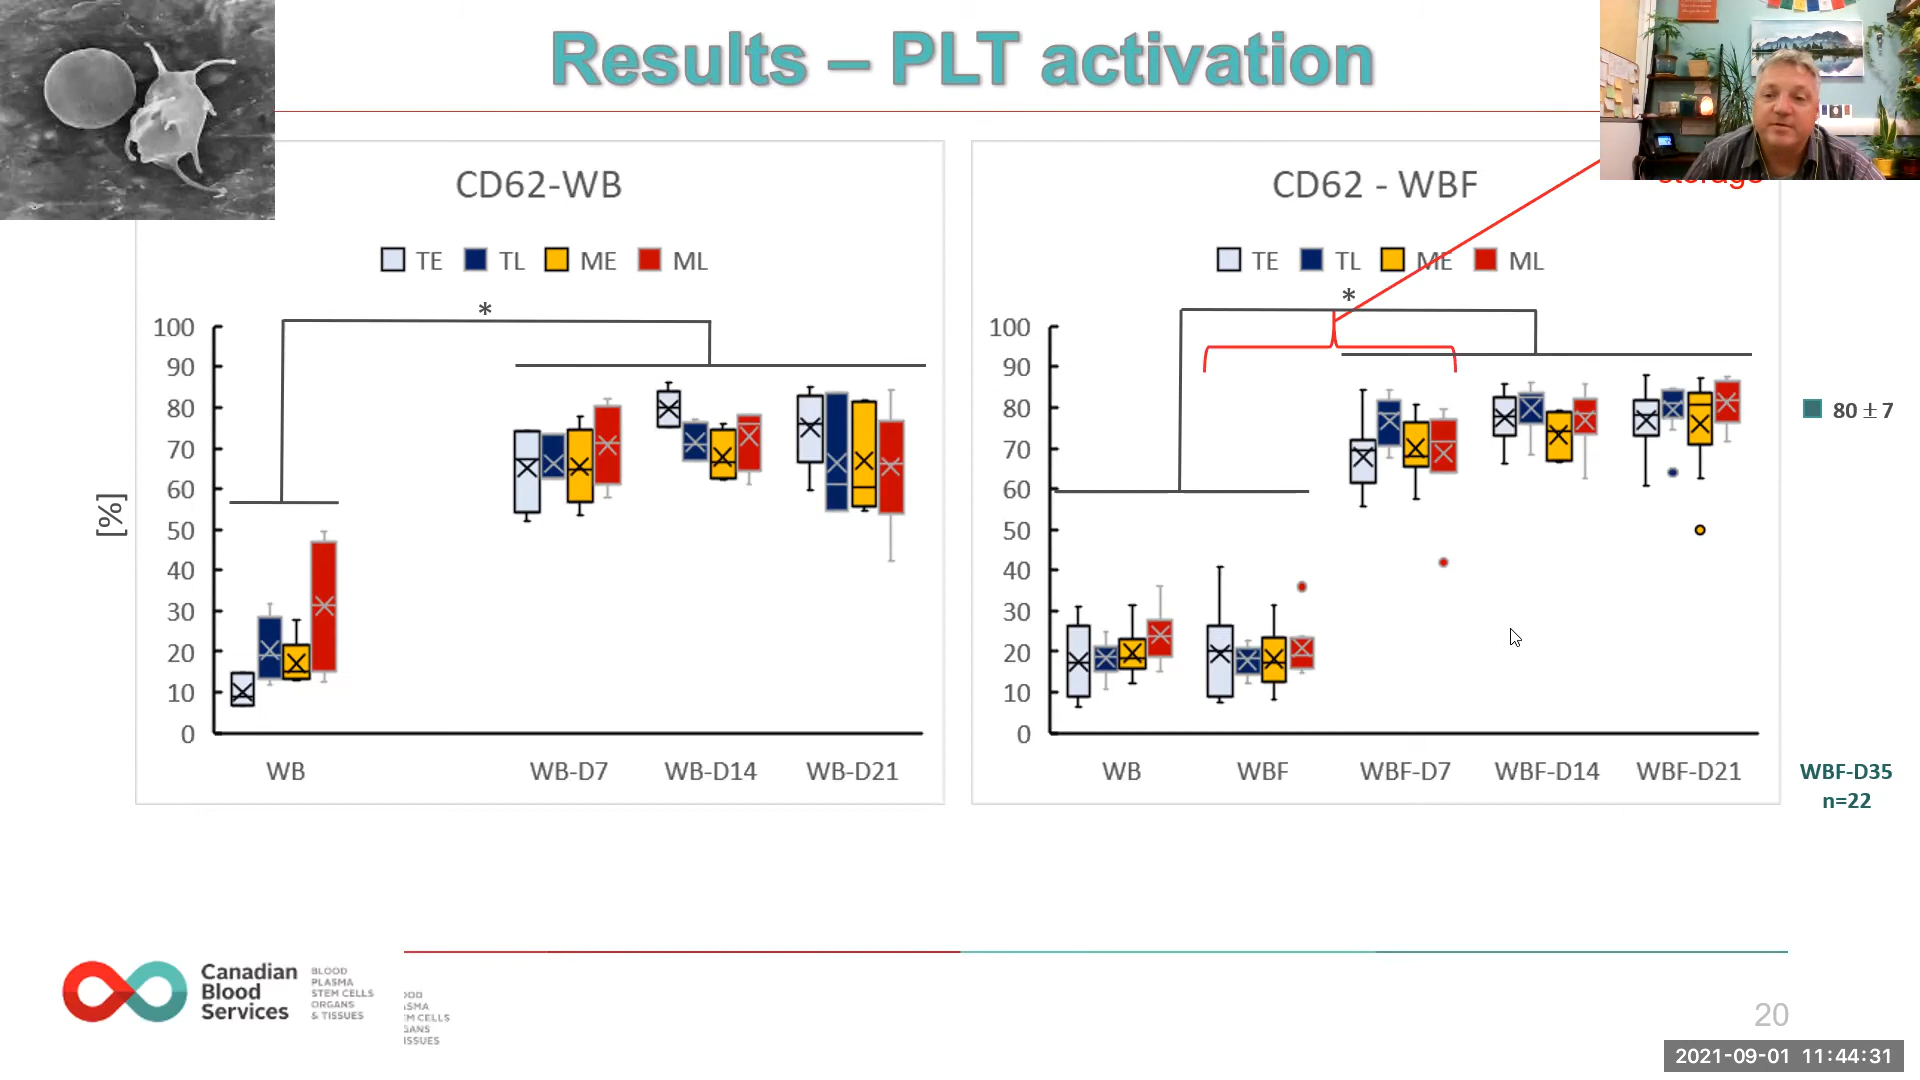 Results – PLT activation
CD62-WB
TE TL ME ML
*
100
90
80
70
60
50
40
30
20
10
0
[%]
WB WB-D7 WB-D14 WB-D21
CD62 - WBF
storage
TE TL ME ML
*
100
90
80
70
60
50
40
30
20
10
0
WB WBF WBF-D7 WBF-D14 WBF-D21
80 ± 7
WBF-D35
n=22
Canadian
Blood
Services
BLOOD
PLASMA
STEM CELLS
ORGANS
& TISSUES
20
2021-09-01 11:44:31